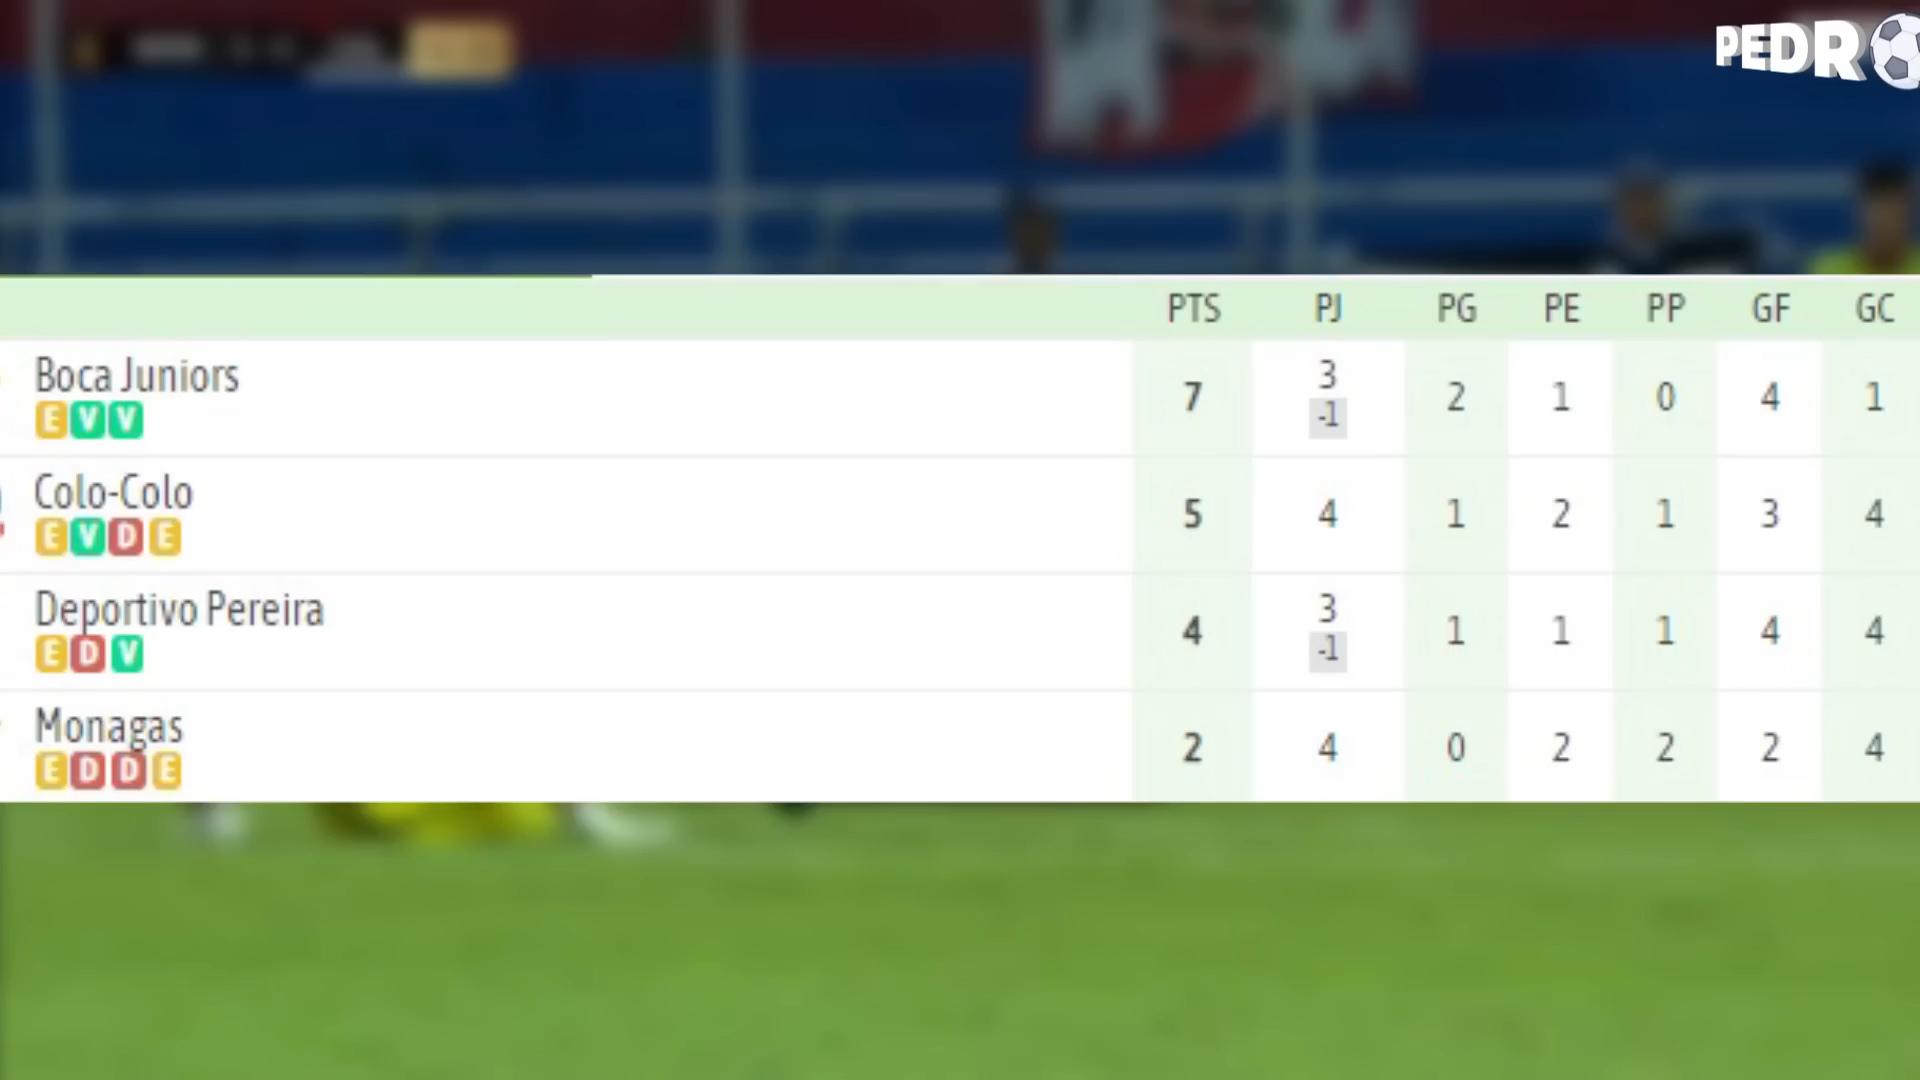 PEDRO
PTS PJ PG PE PP GF GC
Boca Juniors 7 3 -1 2 1 0 4 1
E V V
Colo-Colo 5 4 1 2 1 3 4
E V D E
Deportivo Pereira 4 3 -1 1 1 1 4 4
E D V
Monagas 2 4 0 2 2 2 4
E D D E